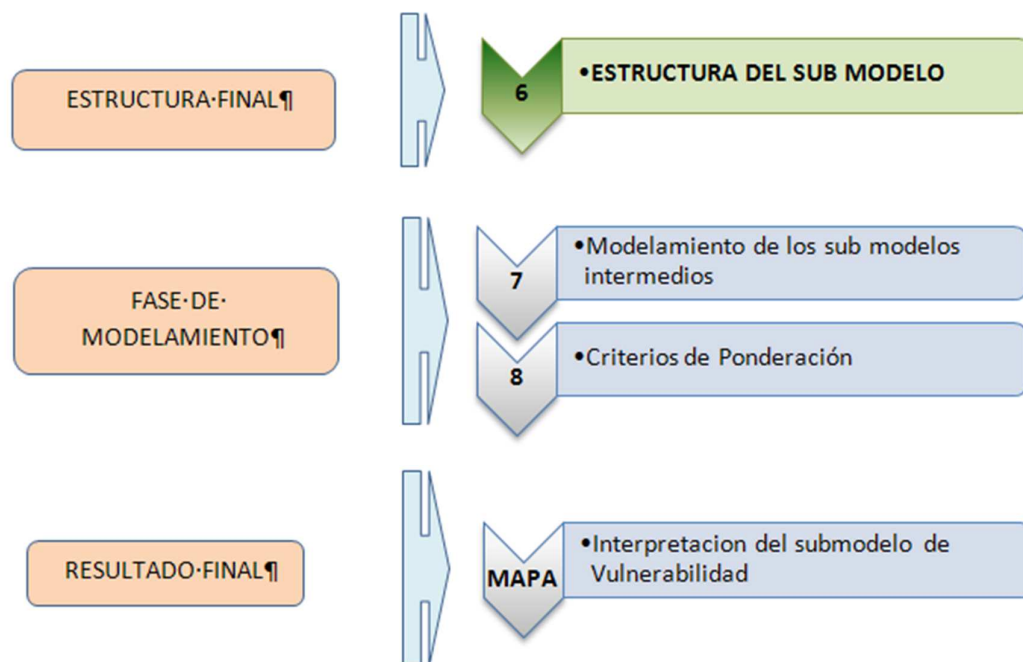 ESTRUCTURA·FINAL¶
6
•ESTRUCTURA DEL SUB MODELO
FASE·DE·
MODELAMIENTO¶
7
•Modelamiento de los sub modelos
intermedios
8
•Criterios de Ponderación
RESULTADO·FINAL¶
MAPA
•Interpretacion del submodelo de
Vulnerabilidad